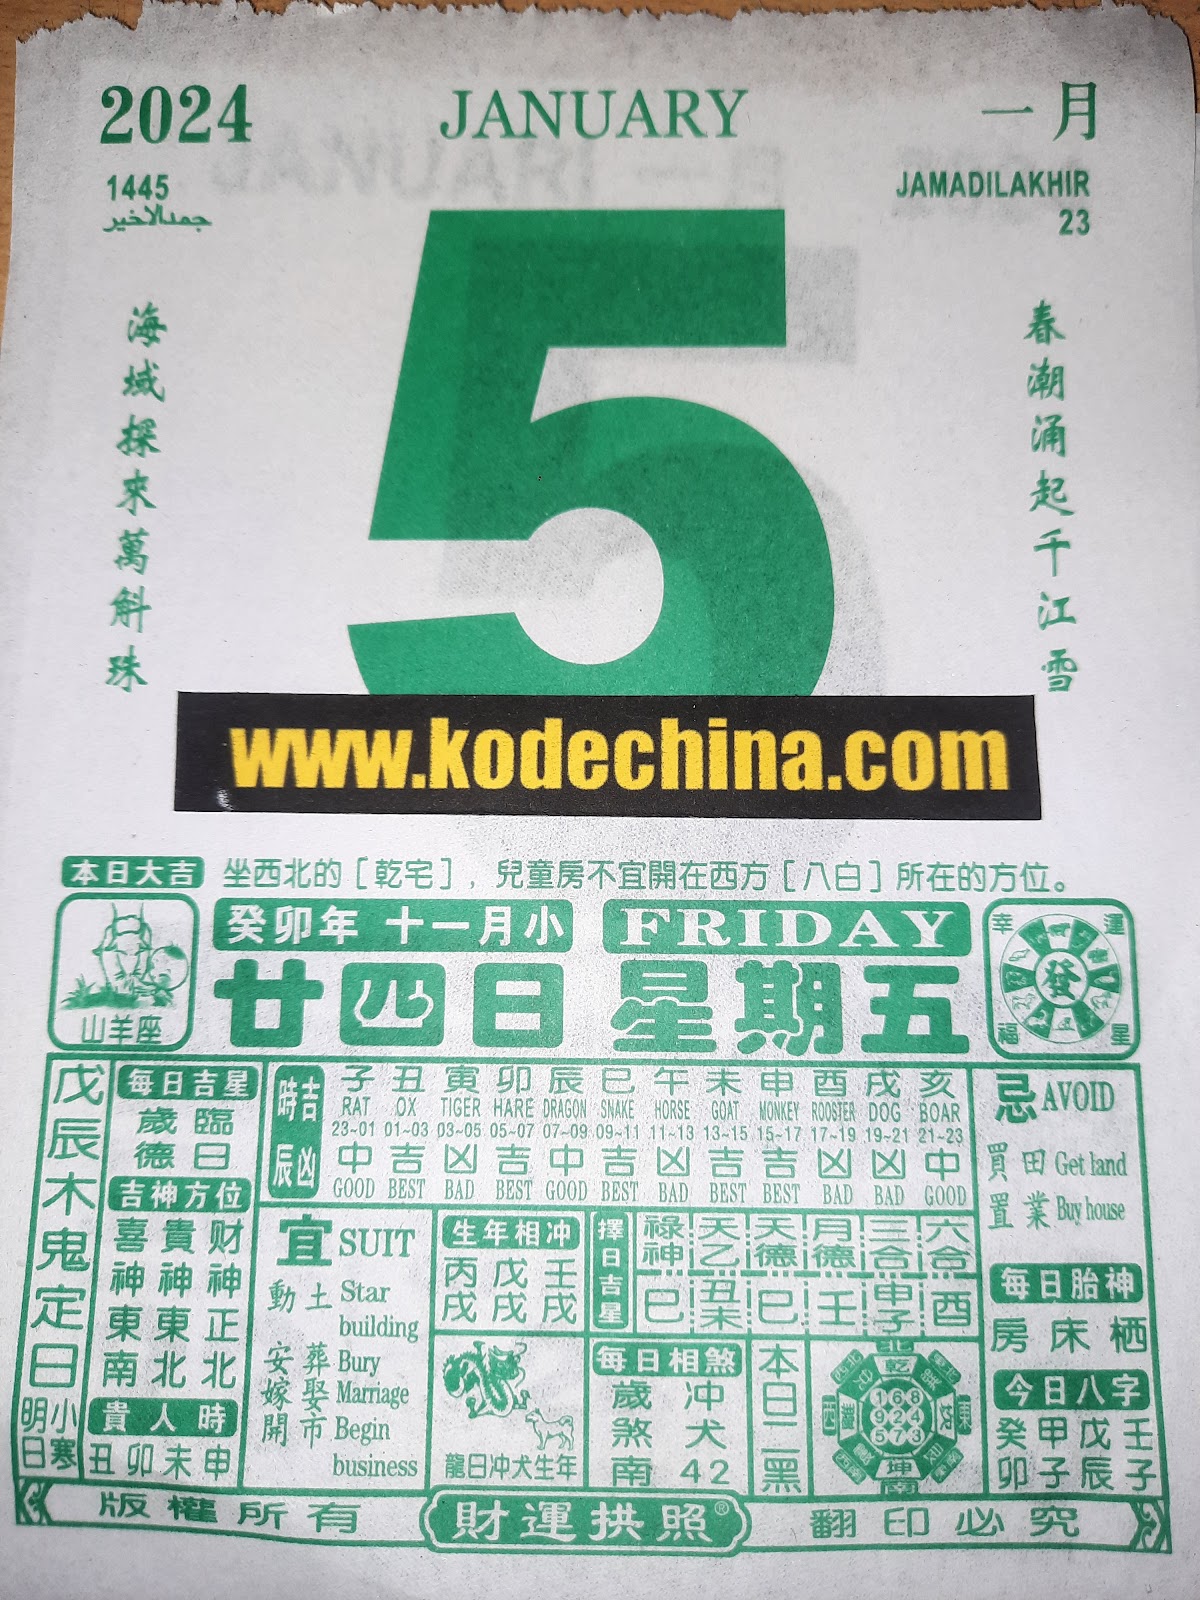 2024 JANUARY 一月
1445 JAMADILAKHIR
جمدالاخير 23
春潮涌起千江雪
海域探來萬斛珠
5
www.kodechina.com
本日大吉 坐西北的［乾宅］，兒童房不宜開在西方［八白］所在的方位。
山羊座
癸卯年 十一月小 FRIDAY
廿四日 星期五
幸運福星
發
戊辰木鬼定日
明日小寒
每日吉星
歲臨
德日
吉神方位
喜貴财
神神神
東東正
南北北
貴人時
丑卯未申
時辰吉凶
子 丑 寅 卯 辰 巳 午 未 申 酉 戌 亥
RAT OX TIGER HARE DRAGON SNAKE HORSE GOAT MONKEY ROOSTER DOG BOAR
23~01 01~03 03~05 05~07 07~09 09~11 11~13 13~15 15~17 17~19 19~21 21~23
中 吉 凶 吉 中 吉 凶 吉 吉 凶 凶 中
GOOD BEST BAD BEST GOOD BEST BAD BEST BEST BAD BAD GOOD
宜 SUIT
動土 Star
building
安葬 Bury
嫁娶 Marriage
開市 Begin
business
生年相冲
丙戊壬
戌戌戌
龍日冲犬生年
擇日吉星
祿神 天乙 天德 月德 三合 六合
巳 丑未 巳 壬 申子 酉
每日相煞
歲冲
煞犬
南42
本日二黑
北
西北
乾
西
東
168
924
573
坤
南
忌 AVOID
買田 Get land
置業 Buy house
每日胎神
房床栖
今日八字
癸甲戊壬
卯子辰子
版權所有 財運拱照® 翻印必究